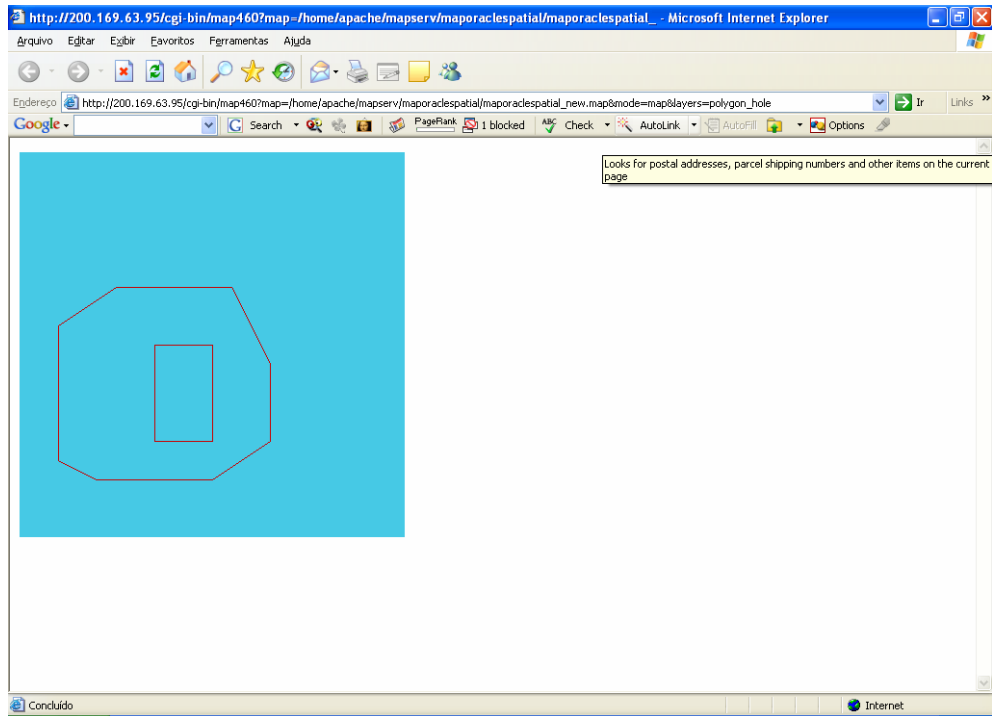 http://200.169.63.95/cgi-bin/map460?map=/home/apache/mapserv/maporaclespatial/maporaclespatial_ - Microsoft Internet Explorer
Arquivo Editar Exibir Favoritos Ferramentas Ajuda
Endereço http://200.169.63.95/cgi-bin/map460?map=/home/apache/mapserv/maporaclespatial/maporaclespatial_new.map&mode=map&layers=polygon_hole Ir Links »
Google Search PageRank 1 blocked ABC Check AutoLink AutoFill Options
Looks for postal addresses, parcel shipping numbers and other items on the current
page
Concluído Internet